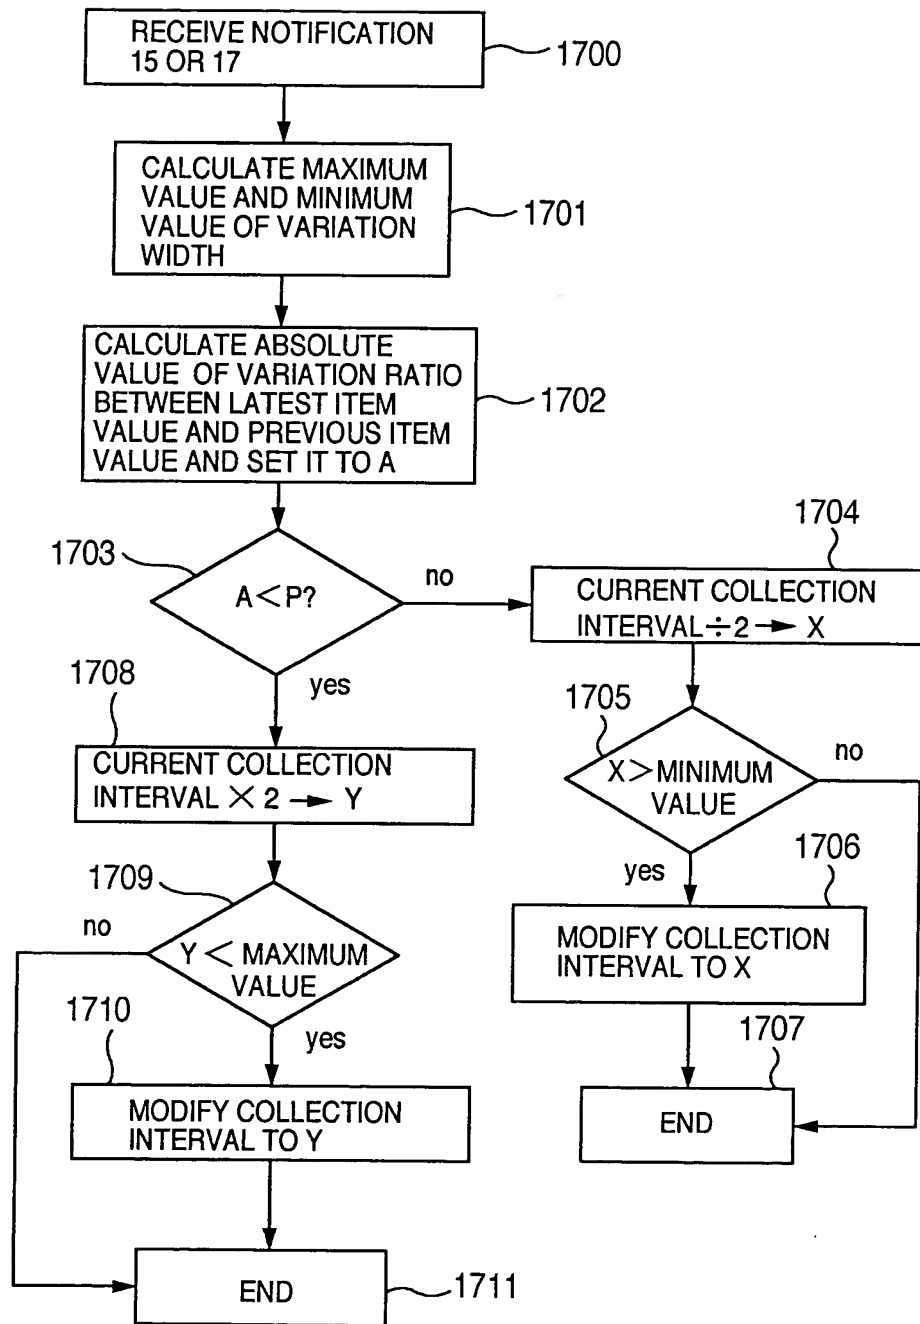 RECEIVE NOTIFICATION
15 OR 17
1700
CALCULATE MAXIMUM
VALUE AND MINIMUM
VALUE OF VARIATION
WIDTH
1701
CALCULATE ABSOLUTE
VALUE OF VARIATION RATIO
BETWEEN LATEST ITEM
VALUE AND PREVIOUS ITEM
VALUE AND SET IT TO A
1702
1703
A<P?
no
yes
1704
CURRENT COLLECTION
INTERVAL÷2→ X
1705
X>MINIMUM
VALUE
no
yes
1706
MODIFY COLLECTION
INTERVAL TO X
1707
END
1708
CURRENT COLLECTION
INTERVAL × 2 → Y
1709
no
Y < MAXIMUM
VALUE
yes
1710
MODIFY COLLECTION
INTERVAL TO Y
END
1711